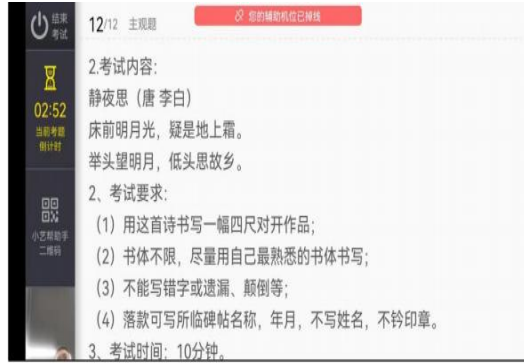 结束
考试
12/12 主观题
您的辅助机位已掉线
02:52
当前考题
倒计时
小艺帮助手
二维码
2.考试内容:
静夜思（唐 李白）
床前明月光，疑是地上霜。
举头望明月，低头思故乡。
2、考试要求:
（1）用这首诗书写一幅四尺对开作品;
（2）书体不限，尽量用自己最熟悉的书体书写;
（3）不能写错字或遗漏、颠倒等;
（4）落款可写所临碑帖名称，年月，不写姓名，不钤印章。
3、考试时间: 10分钟。